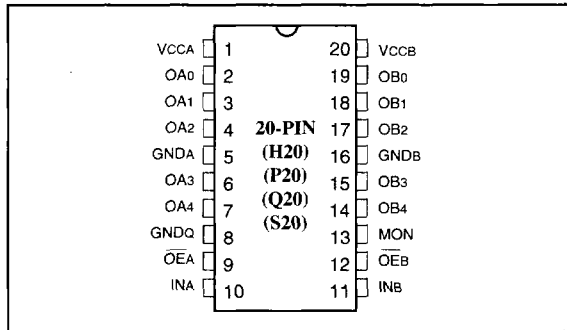 VCCA 1 20 VCCB
OA0 2 19 OB0
OA1 3 18 OB1
OA2 4 20-PIN 17 OB2
GNDA 5 (H20) 16 GNDB
(P20)
OA3 6 (Q20) 15 OB3
OA4 7 (S20) 14 OB4
GNDQ 8 13 MON
O̅E̅A 9 12 O̅E̅B
INA 10 11 INB